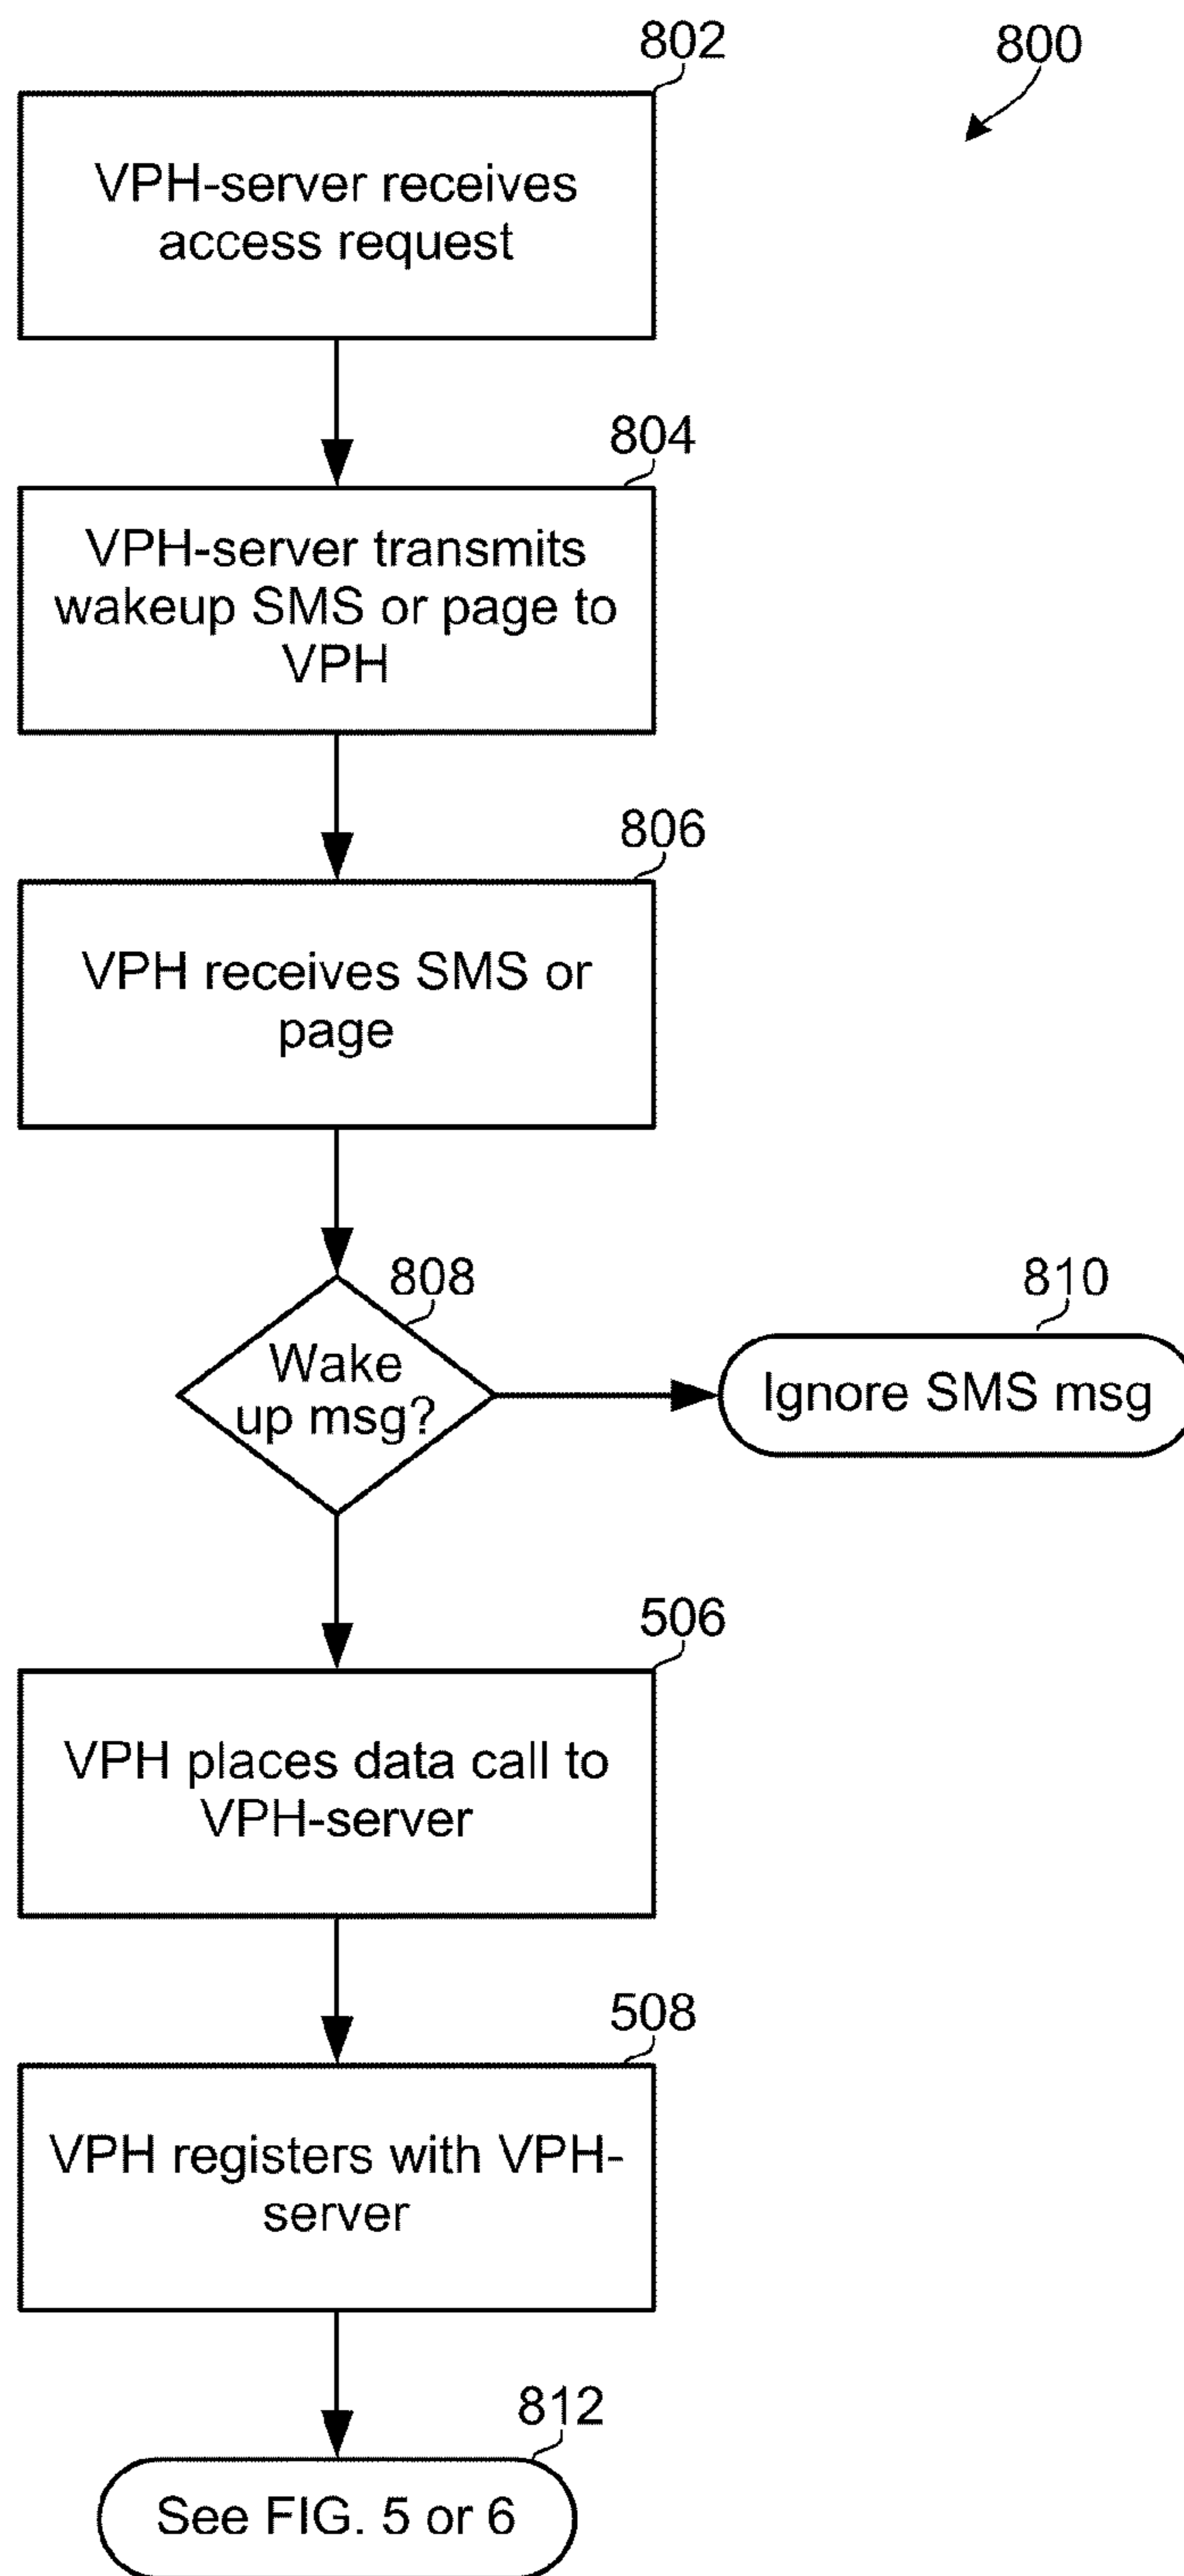 802
800
VPH-server receives
access request
804
VPH-server transmits
wakeup SMS or page to
VPH
806
VPH receives SMS or
page
808
Wake
up msg?
810
Ignore SMS msg
506
VPH places data call to
VPH-server
508
VPH registers with VPH-
server
812
See FIG. 5 or 6